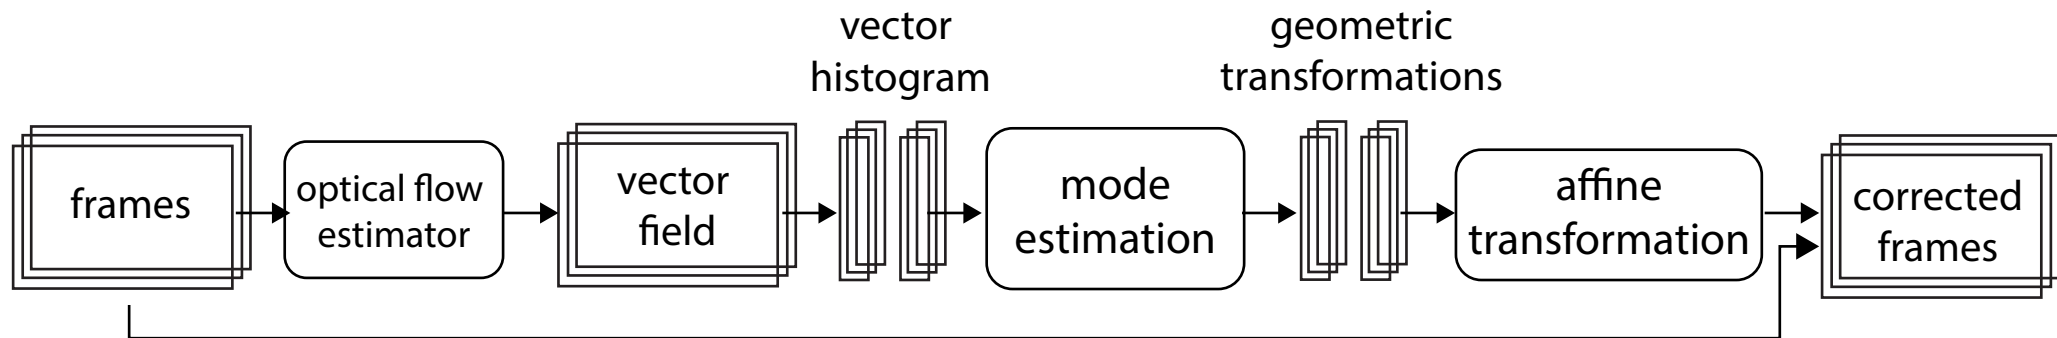 frames
optical flow
estimator
vector
field
vector
histogram
mode
estimation
geometric
transformations
affine
transformation
corrected
frames